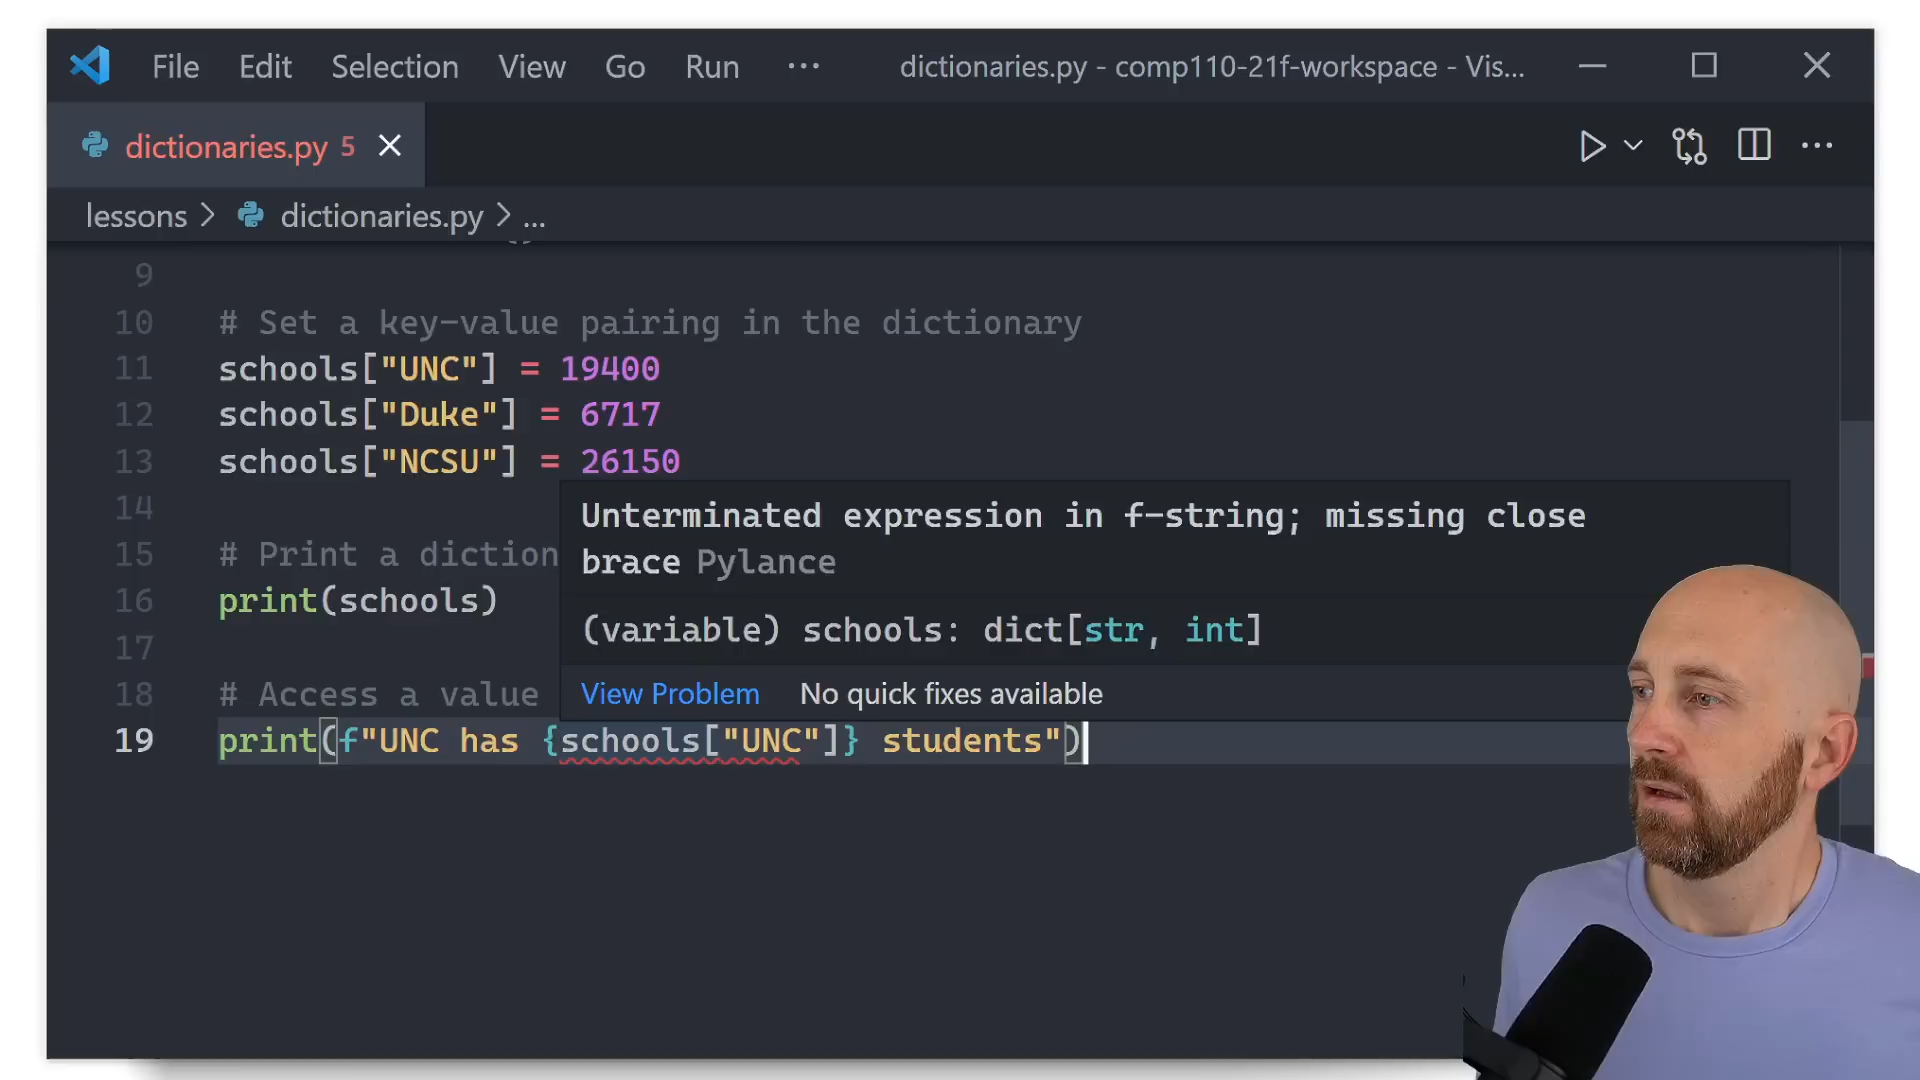 File Edit Selection View Go Run ··· dictionaries.py - comp110-21f-workspace - Vis...
dictionaries.py 5
lessons > dictionaries.py > ...
9
10 # Set a key-value pairing in the dictionary
11 schools["UNC"] = 19400
12 schools["Duke"] = 6717
13 schools["NCSU"] = 26150
14
15 # Print a diction
16 print(schools)
17
18 # Access a value
19 print(f"UNC has {schools["UNC"]} students")
Unterminated expression in f-string; missing close
brace Pylance
(variable) schools: dict[str, int]
View Problem No quick fixes available